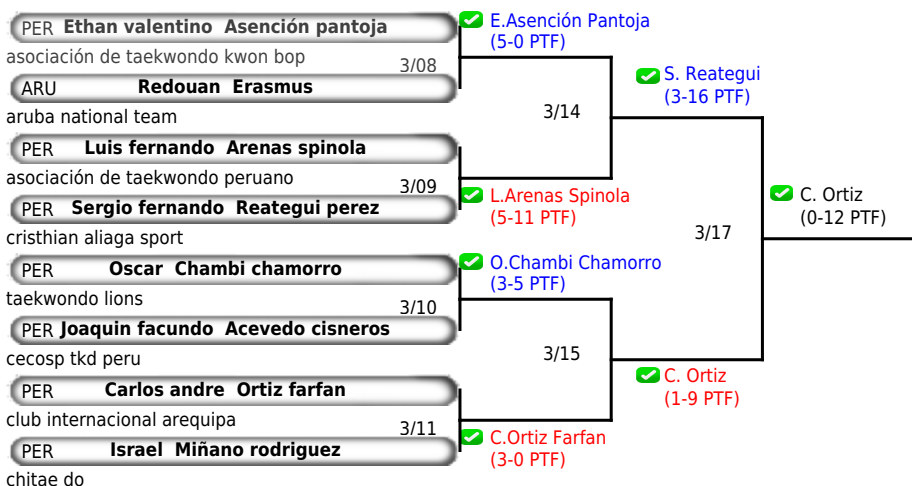 PER Ethan valentino Asención pantoja
asociación de taekwondo kwon bop
3/08
ARU Redouan Erasmus
aruba national team
PER Luis fernando Arenas spinola
asociación de taekwondo peruano
3/09
PER Sergio fernando Reategui perez
cristhian aliaga sport
PER Oscar Chambi chamorro
taekwondo lions
3/10
PER Joaquin facundo Acevedo cisneros
cecosp tkd peru
PER Carlos andre Ortiz farfan
club internacional arequipa
3/11
PER Israel Miñano rodriguez
chitae do
E.Asención Pantoja
(5-0 PTF)
3/14
L.Arenas Spinola
(5-11 PTF)
O.Chambi Chamorro
(3-5 PTF)
3/15
C.Ortiz Farfan
(3-0 PTF)
S. Reategui
(3-16 PTF)
3/17
C. Ortiz
(1-9 PTF)
C. Ortiz
(0-12 PTF)